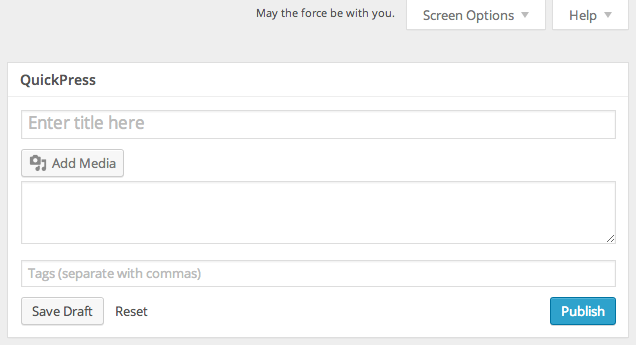 May the force be with you.
Screen Options
Help
QuickPress
Enter title here
Add Media
Tags (separate with commas)
Save Draft
Reset
Publish